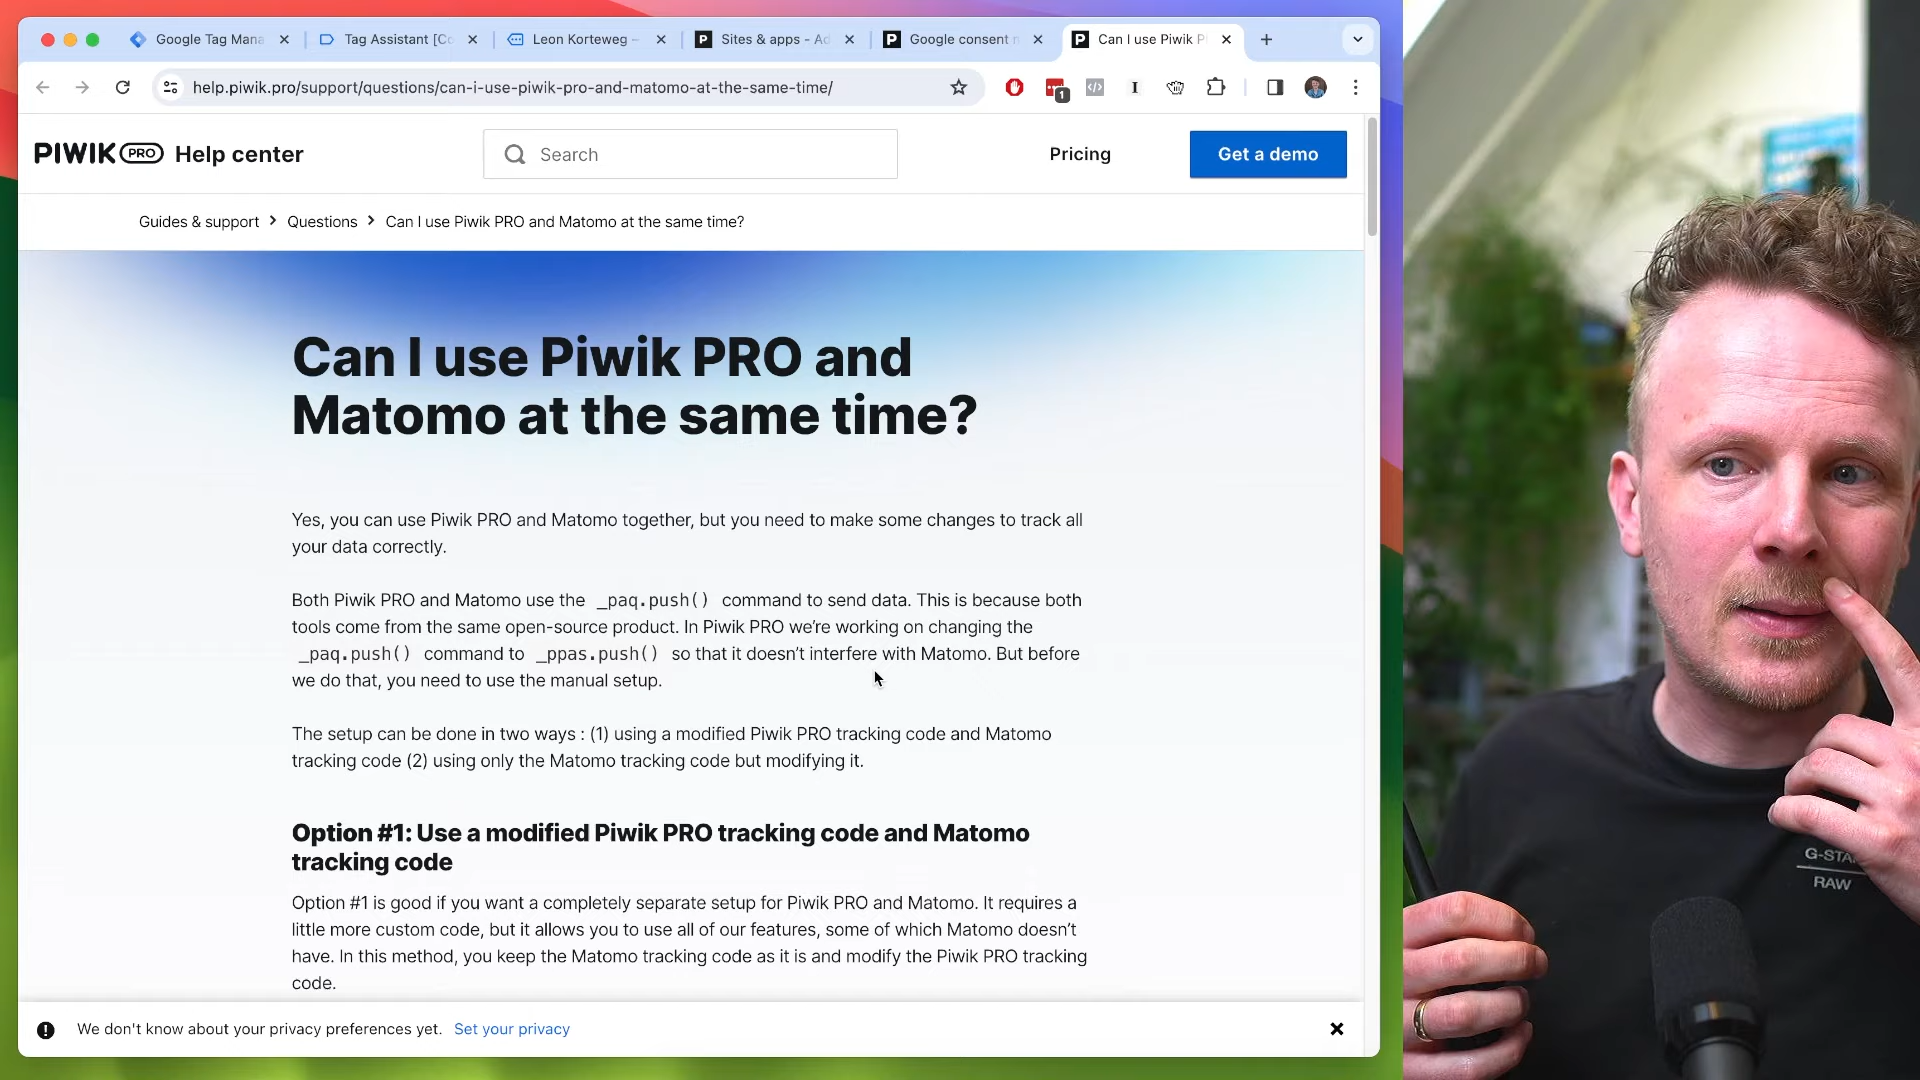 Google Tag Mana
Tag Assistant [Co
Leon Korteweg –
Sites & apps - Ad
Google consent n
Can I use Piwik P
help.piwik.pro/support/questions/can-i-use-piwik-pro-and-matomo-at-the-same-time/
1
PIWIK PRO Help center
Search
Pricing
Get a demo
Guides & support > Questions > Can I use Piwik PRO and Matomo at the same time?
Can I use Piwik PRO and
Matomo at the same time?
Yes, you can use Piwik PRO and Matomo together, but you need to make some changes to track all
your data correctly.
Both Piwik PRO and Matomo use the _paq.push() command to send data. This is because both
tools come from the same open-source product. In Piwik PRO we’re working on changing the
_paq.push() command to _ppas.push() so that it doesn’t interfere with Matomo. But before
we do that, you need to use the manual setup.
The setup can be done in two ways : (1) using a modified Piwik PRO tracking code and Matomo
tracking code (2) using only the Matomo tracking code but modifying it.
Option #1: Use a modified Piwik PRO tracking code and Matomo
tracking code
Option #1 is good if you want a completely separate setup for Piwik PRO and Matomo. It requires a
little more custom code, but it allows you to use all of our features, some of which Matomo doesn’t
have. In this method, you keep the Matomo tracking code as it is and modify the Piwik PRO tracking
code.
We don't know about your privacy preferences yet. Set your privacy
G-STA
RAW